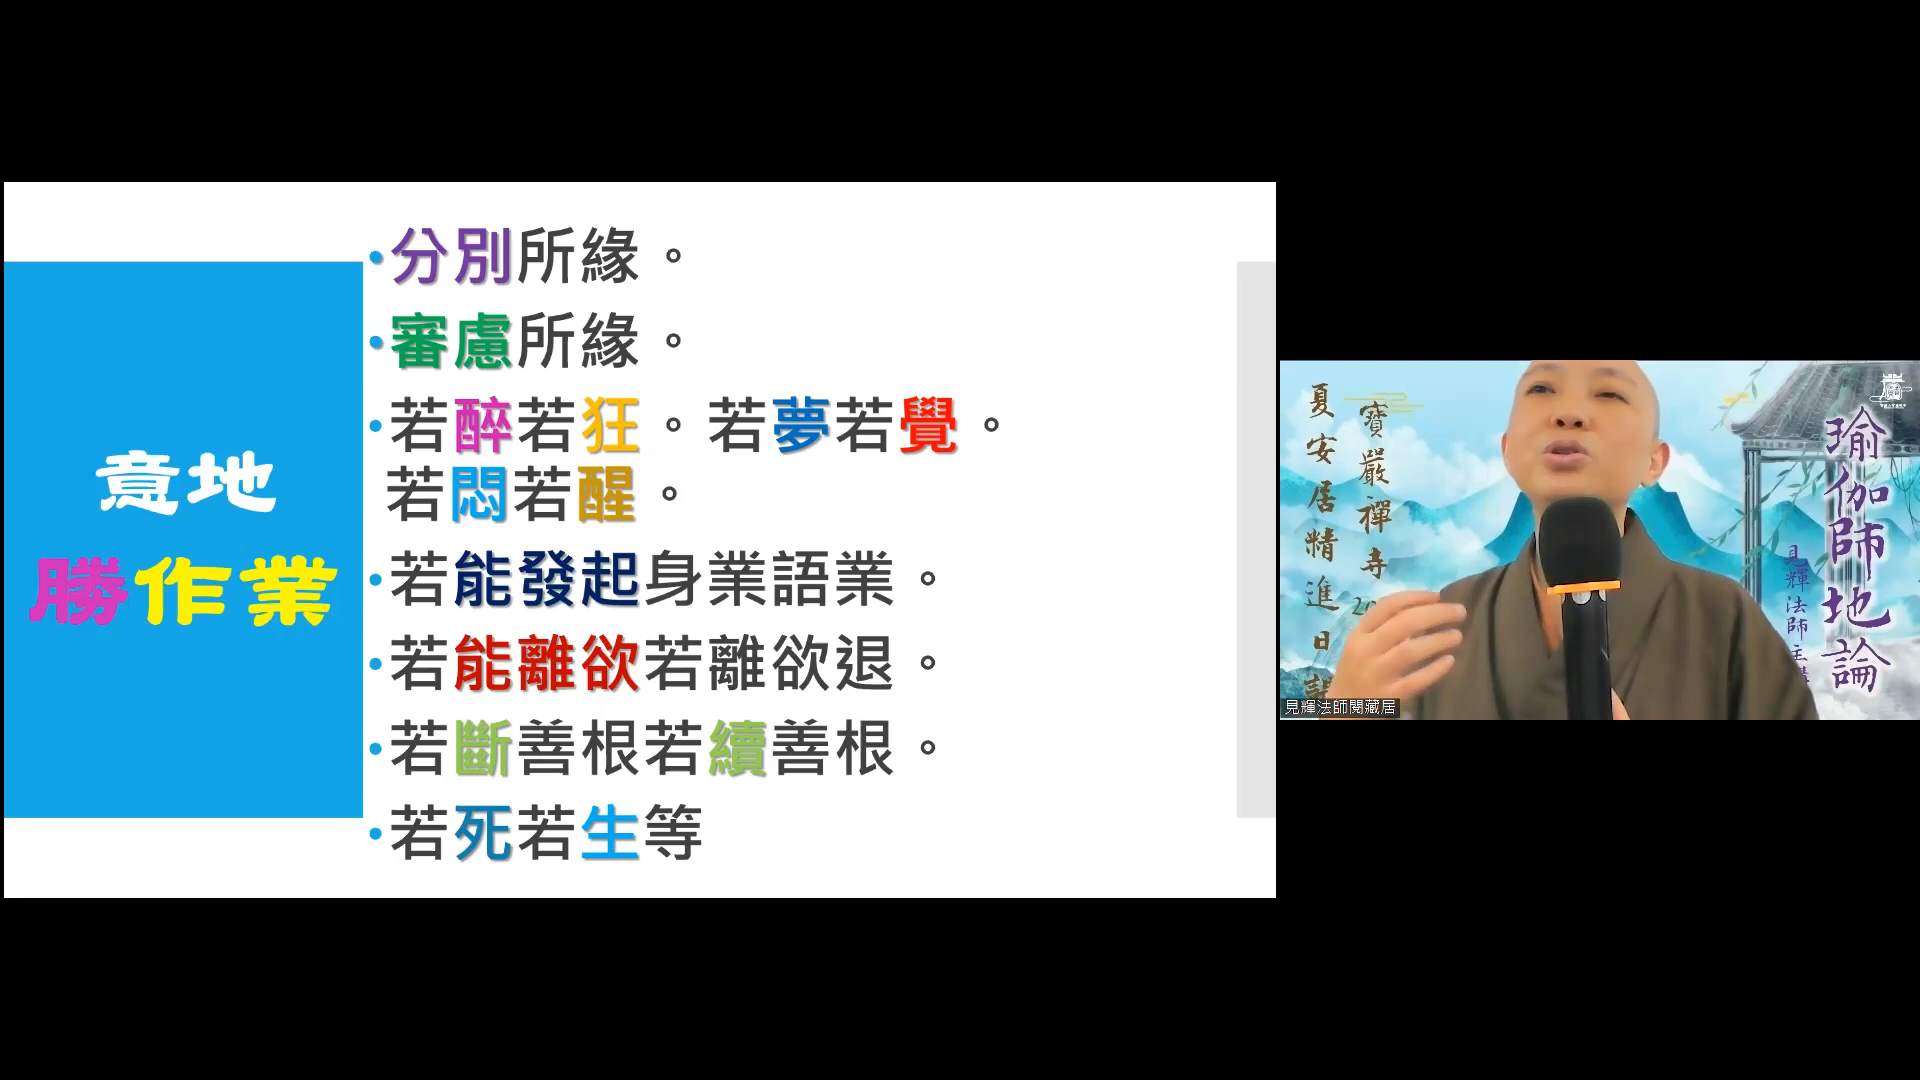 意地
勝作業
•分別所緣。
•審慮所緣。
•若醉若狂。若夢若覺。
若悶若醒。
•若能發起身業語業。
•若能離欲若離欲退。
•若斷善根若續善根。
•若死若生等
瑜伽師地論
見輝法師主講
寶嚴禪寺
夏安居精進日
見輝法師閱藏居